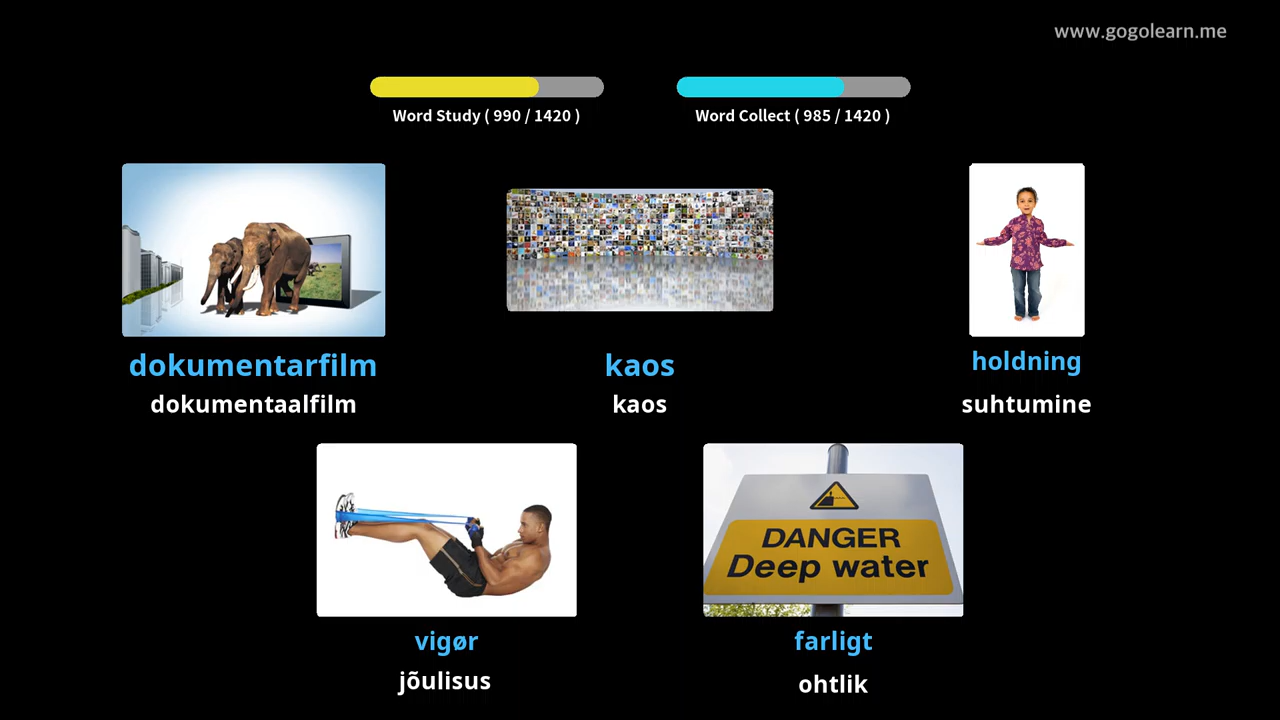 www.gogolearn.me
Word Study ( 990 / 1420 )
Word Collect ( 985 / 1420 )
dokumentarfilm
dokumentaalfilm
kaos
kaos
holdning
suhtumine
DANGER
Deep water
vigør
jõulisus
farligt
ohtlik